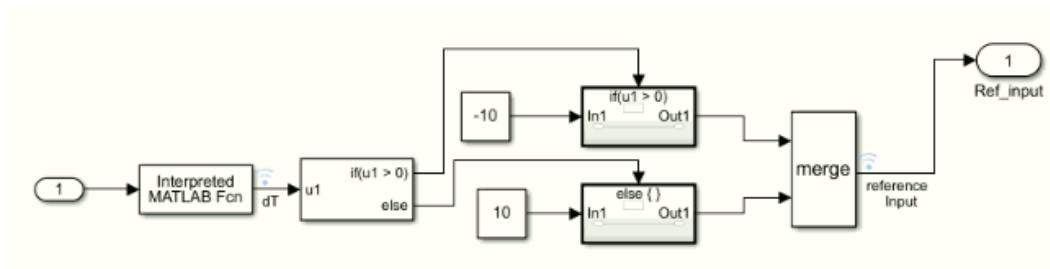 1
Ref_input
if(u1 > 0)
-10
In1
Out1
merge
reference
Input
1
Interpreted
MATLAB Fcn
dT
u1
if(u1 > 0)
else
10
else { }
In1
Out1